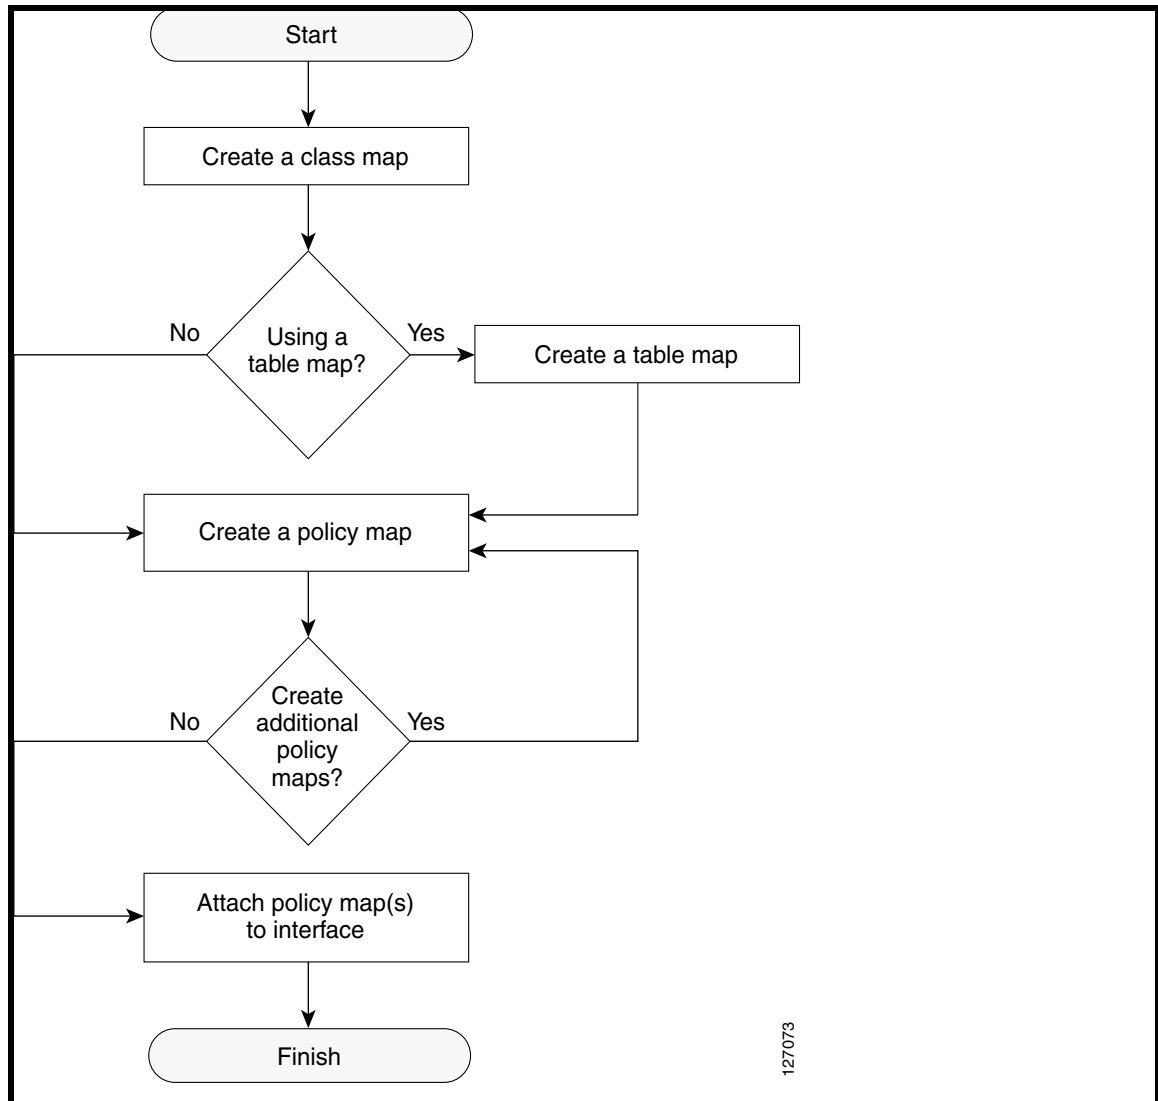 Start
Create a class map
No
Using a
table map?
Yes
Create a table map
Create a policy map
No
Create
additional
policy
maps?
Yes
Attach policy map(s)
to interface
Finish
127073